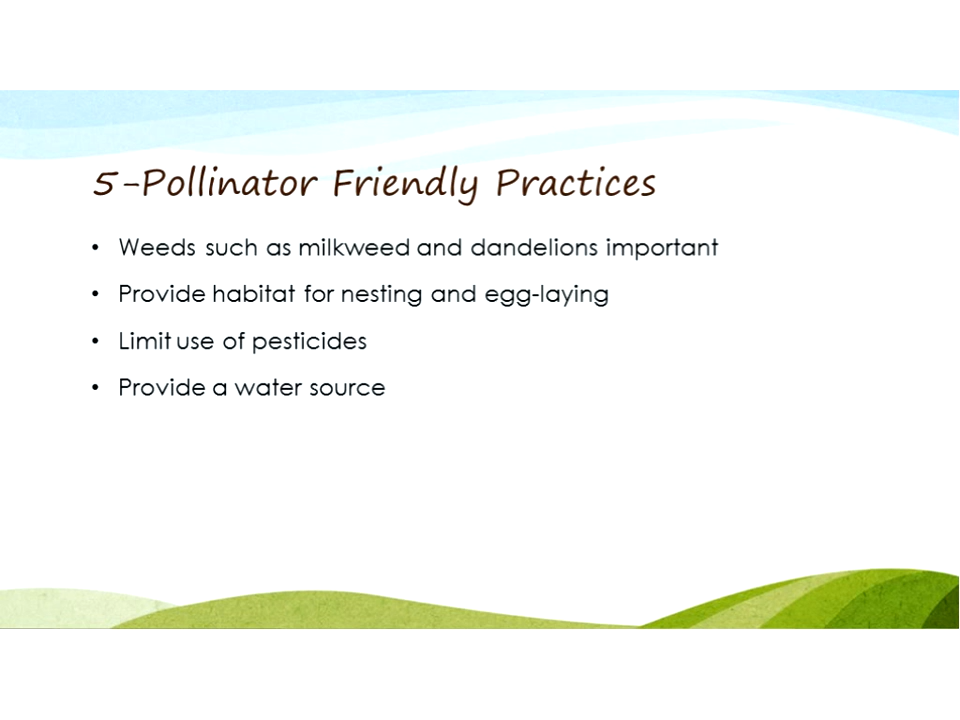 5-Pollinator Friendly Practices
• Weeds such as milkweed and dandelions important
• Provide habitat for nesting and egg-laying
• Limit use of pesticides
• Provide a water source